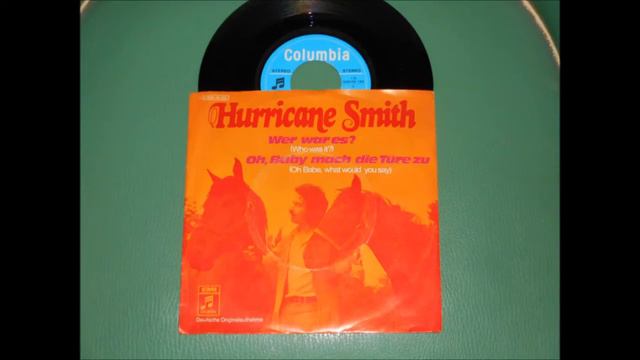 Columbia
STEREO STEREO
Hurricane Smith
Wer war es?
(Who was it?)
Oh, Baby mach die Türe zu
(Oh Babe, what would you say)
Deutsche Originalaufnahme